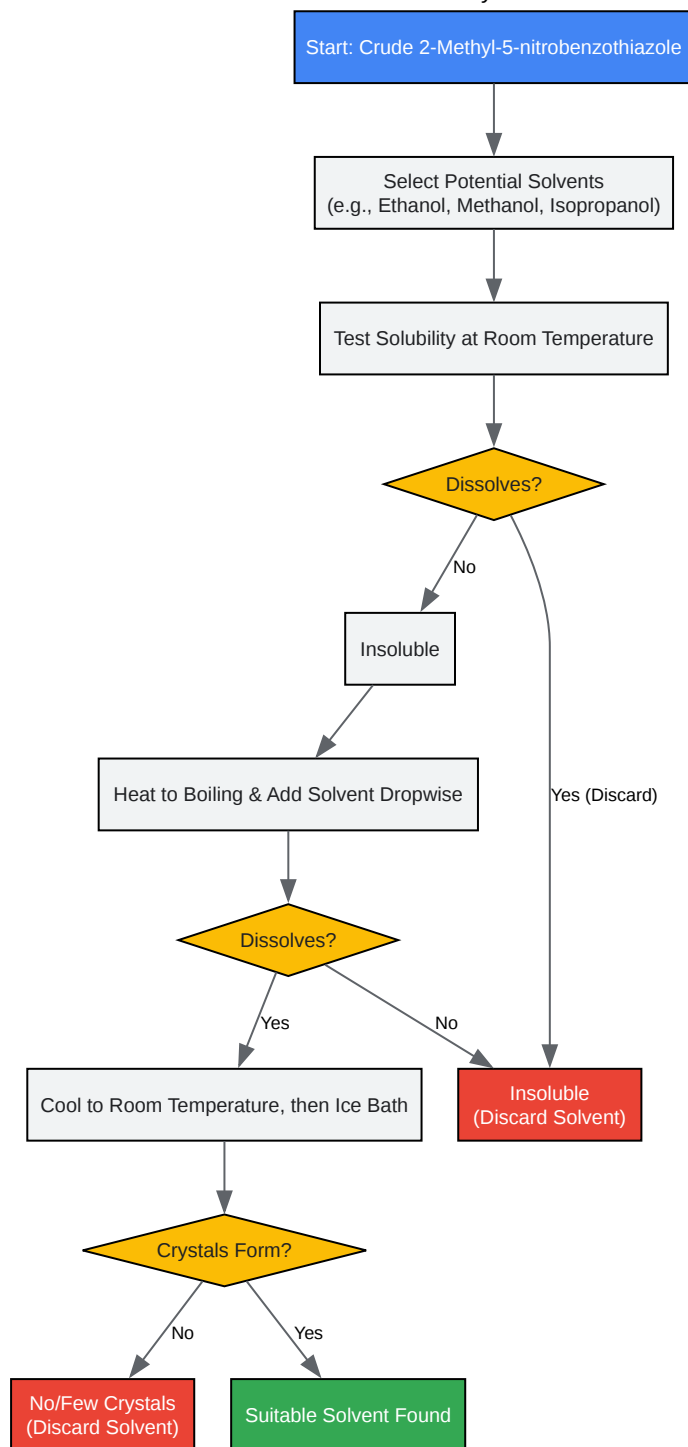 Start: Crude 2-Methyl-5-nitrobenzothiazole
Select Potential Solvents
(e.g., Ethanol, Methanol, Isopropanol)
Test Solubility at Room Temperature
Dissolves?
No
Insoluble
Heat to Boiling & Add Solvent Dropwise
Yes (Discard)
Dissolves?
Yes
No
Cool to Room Temperature, then Ice Bath
Insoluble
(Discard Solvent)
Crystals Form?
No
Yes
No/Few Crystals
(Discard Solvent)
Suitable Solvent Found